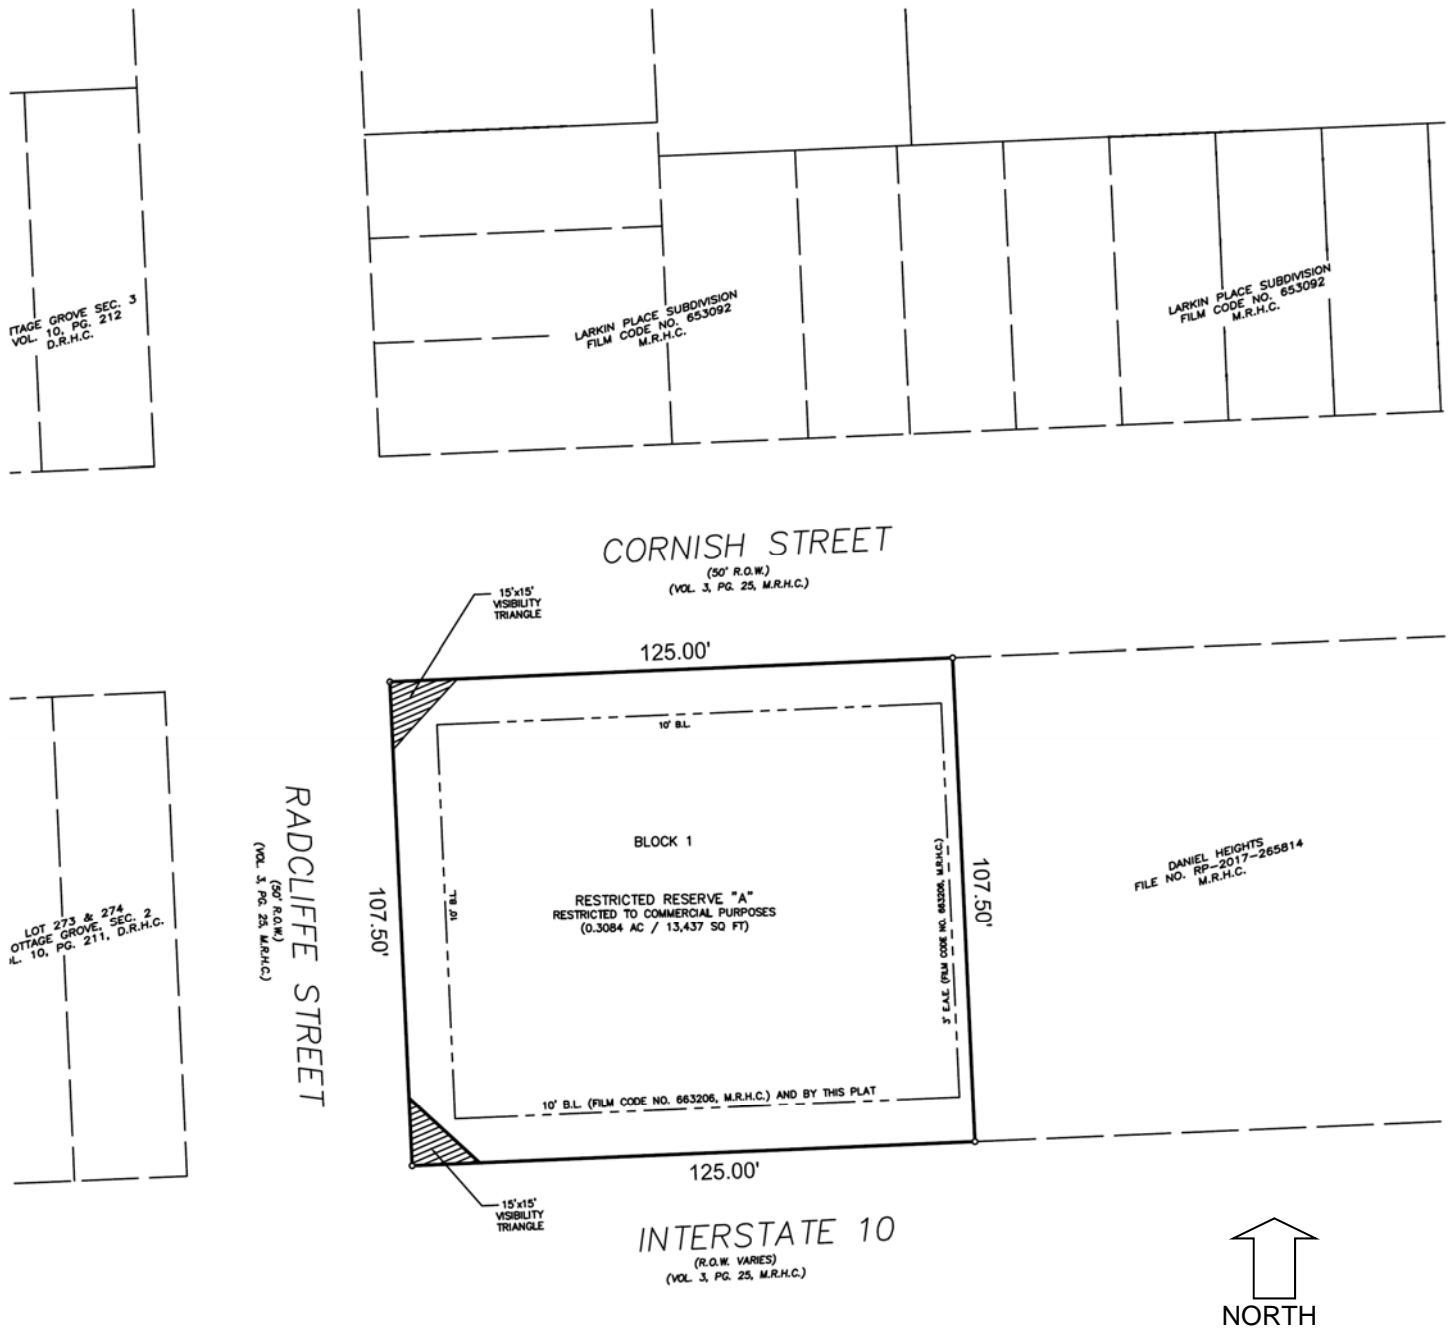 TTAGE GROVE SEC. 3
VOL. 10, PG. 212
D.R.H.C.
LARKIN PLACE SUBDIVISION
FILM CODE NO. 653092
M.R.H.C.
LARKIN PLACE SUBDIVISION
FILM CODE NO. 653092
M.R.H.C.
CORNISH STREET
(50' R.O.W.)
(VOL. 3, PG. 25, M.R.H.C.)
15'x15'
VISIBILITY
TRIANGLE
125.00'
10' B.L.
RADCLIFFE STREET
(50' R.O.W.)
(VOL. 3, PG. 25, M.R.H.C.)
107.50'
10' B.L.
BLOCK 1
RESTRICTED RESERVE "A"
RESTRICTED TO COMMERCIAL PURPOSES
(0.3084 AC / 13,437 SQ FT)
3' E.A.E. (FILM CODE NO. 663206, M.R.H.C.)
107.50'
DANIEL HEIGHTS
FILE NO. RP-2017-265814
M.R.H.C.
LOT 273 & 274
OTTAGE GROVE, SEC. 2
L. 10, PG. 211, D.R.H.C.
10' B.L. (FILM CODE NO. 663206, M.R.H.C.) AND BY THIS PLAT
125.00'
15'x15'
VISIBILITY
TRIANGLE
INTERSTATE 10
(R.O.W. VARIES)
(VOL. 3, PG. 25, M.R.H.C.)
NORTH